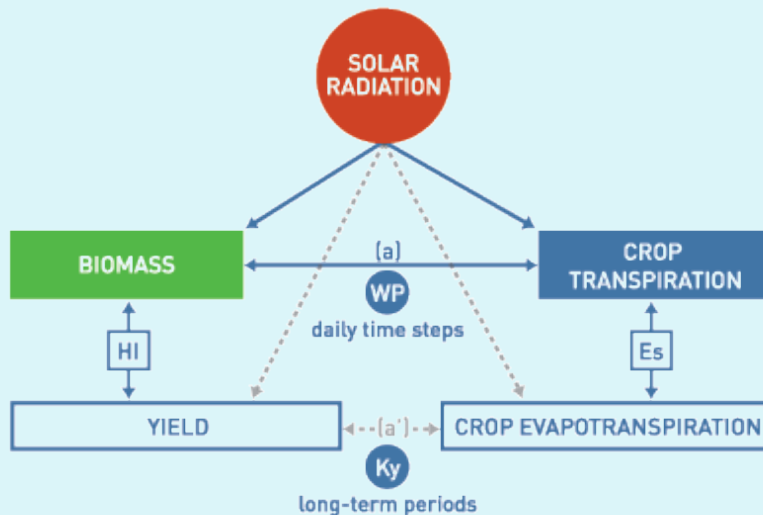 SOLAR
RADIATION
BIOMASS
(a)
WP
daily time steps
CROP
TRANSPIRATION
HI
Es
YIELD
(a')
Ky
long-term periods
CROP EVAPOTRANSPIRATION